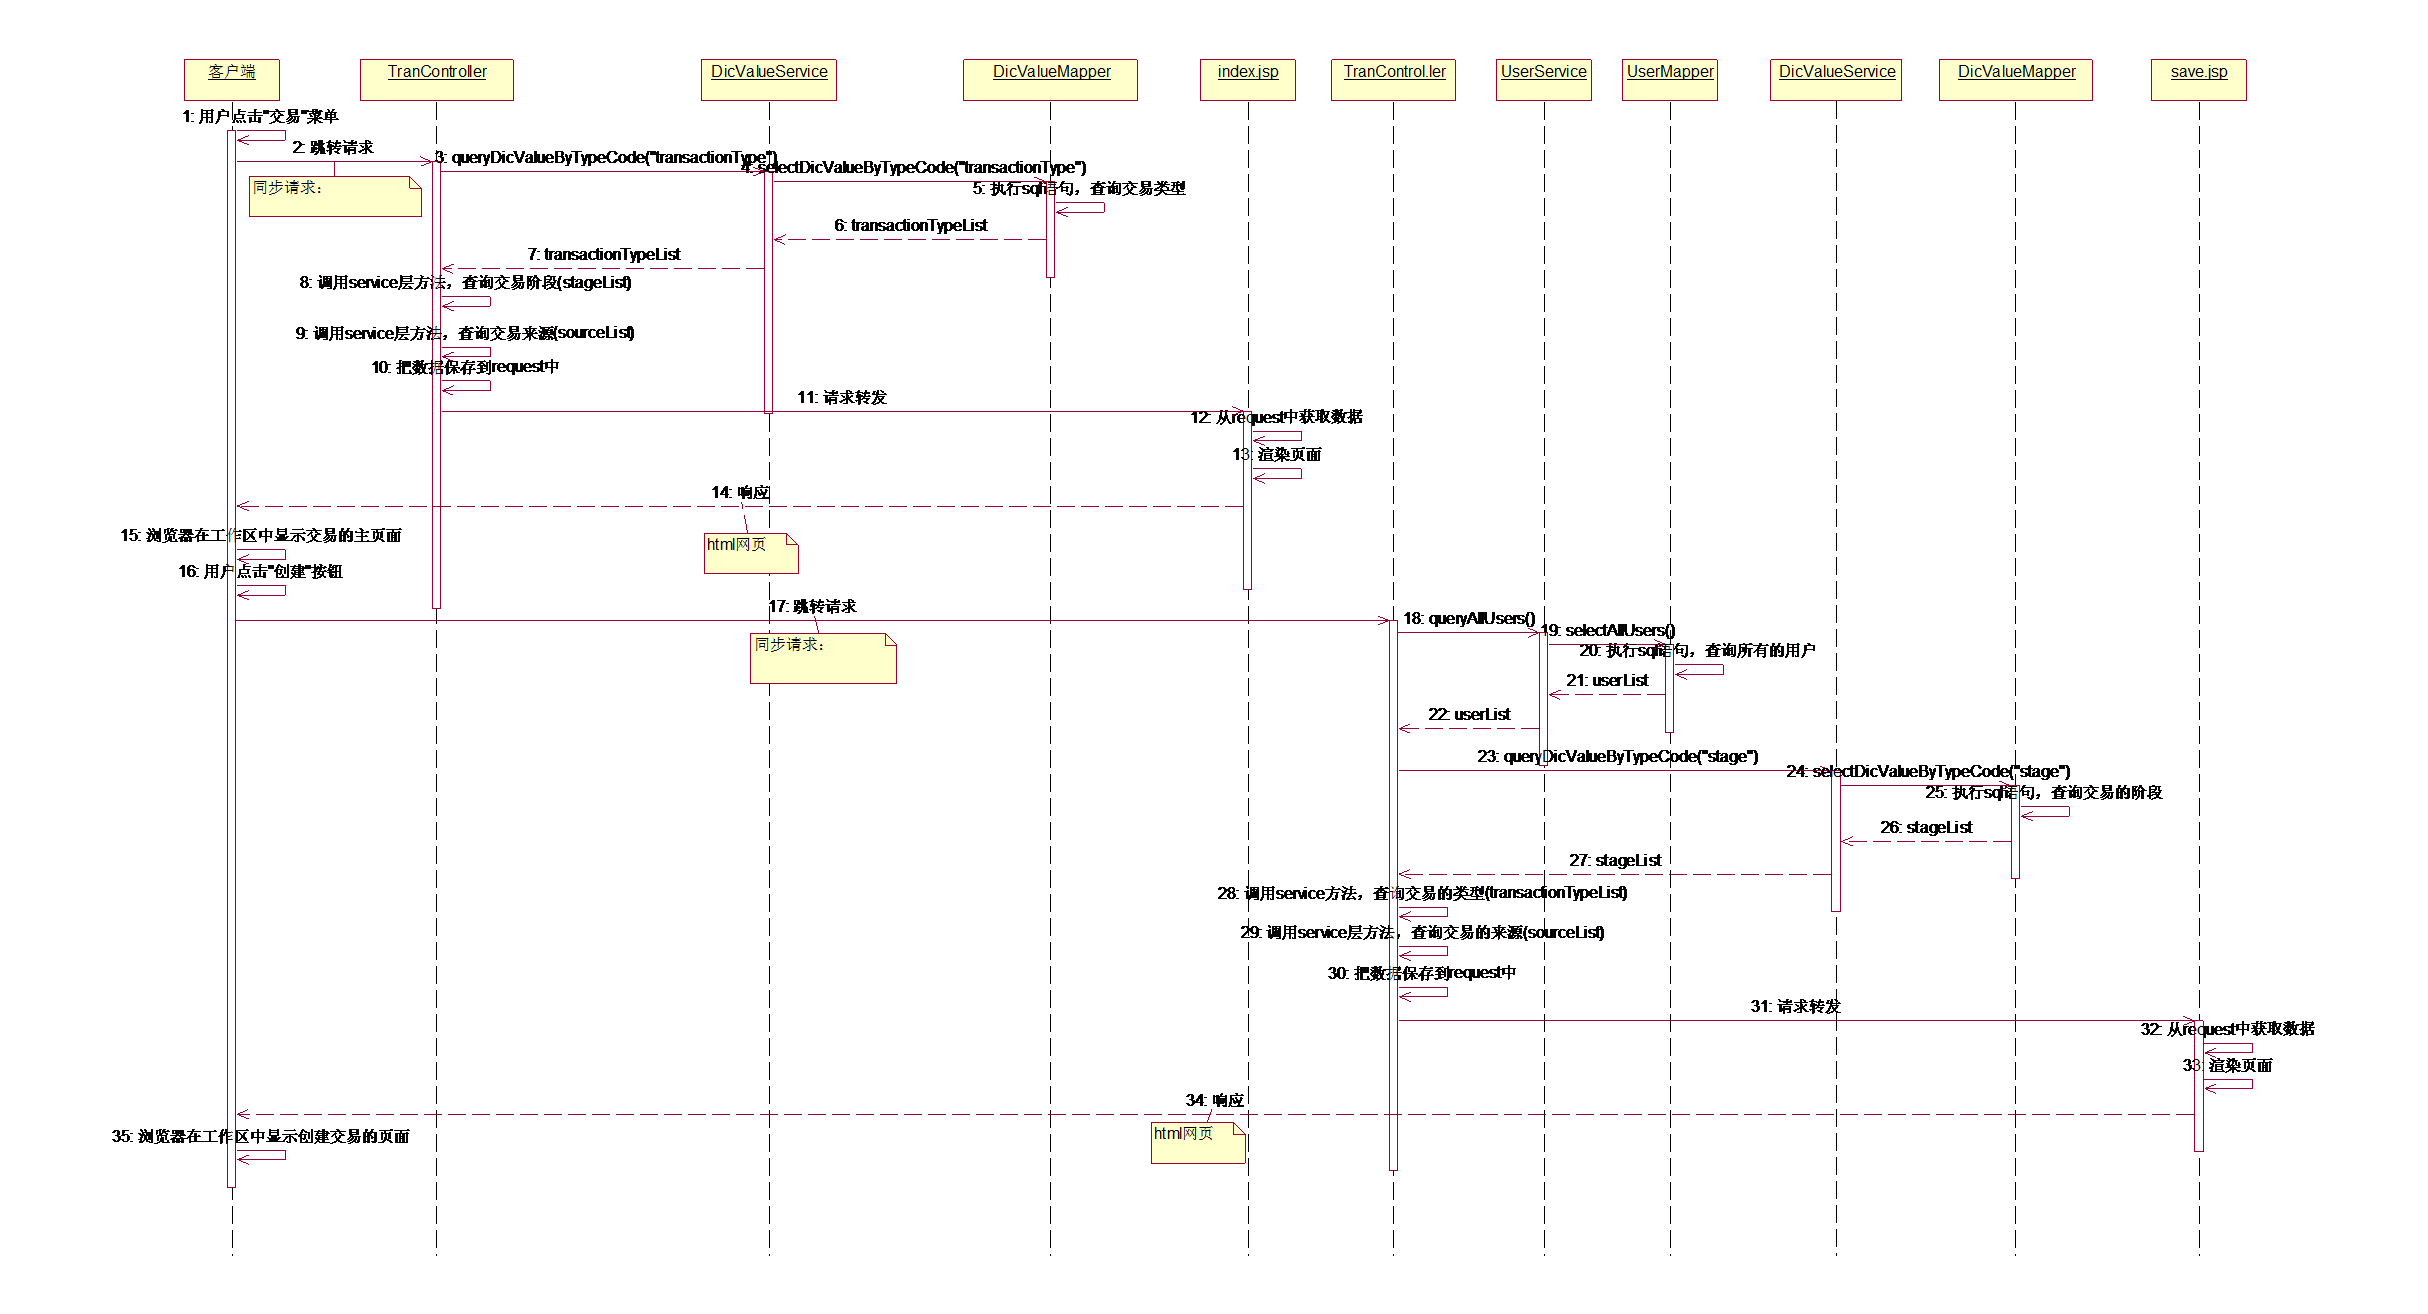 客户端
TranController
DicValueService
DicValueMapper
index.jsp
TranControl.ler
UserService
UserMapper
DicValueService
DicValueMapper
save.jsp
1: 用户点击"交易"菜单
2: 跳转请求
同步请求：
3: queryDicValueByTypeCode("transactionType")
4: selectDicValueByTypeCode("transactionType")
5: 执行sql语句，查询交易类型
6: transactionTypeList
7: transactionTypeList
8: 调用service层方法，查询交易阶段(stageList)
9: 调用service层方法，查询交易来源(sourceList)
10: 把数据保存到request中
11: 请求转发
12: 从request中获取数据
13: 渲染页面
14: 响应
html网页
15: 浏览器在工作区中显示交易的主页面
16: 用户点击"创建"按钮
17: 跳转请求
同步请求：
18: queryAllUsers()
19: selectAllUsers()
20: 执行sql语句，查询所有的用户
21: userList
22: userList
23: queryDicValueByTypeCode("stage")
24: selectDicValueByTypeCode("stage")
25: 执行sql语句，查询交易的阶段
26: stageList
27: stageList
28: 调用service方法，查询交易的类型(transactionTypeList)
29: 调用service层方法，查询交易的来源(sourceList)
30: 把数据保存到request中
31: 请求转发
32: 从request中获取数据
33: 渲染页面
34: 响应
html网页
35: 浏览器在工作区中显示创建交易的页面